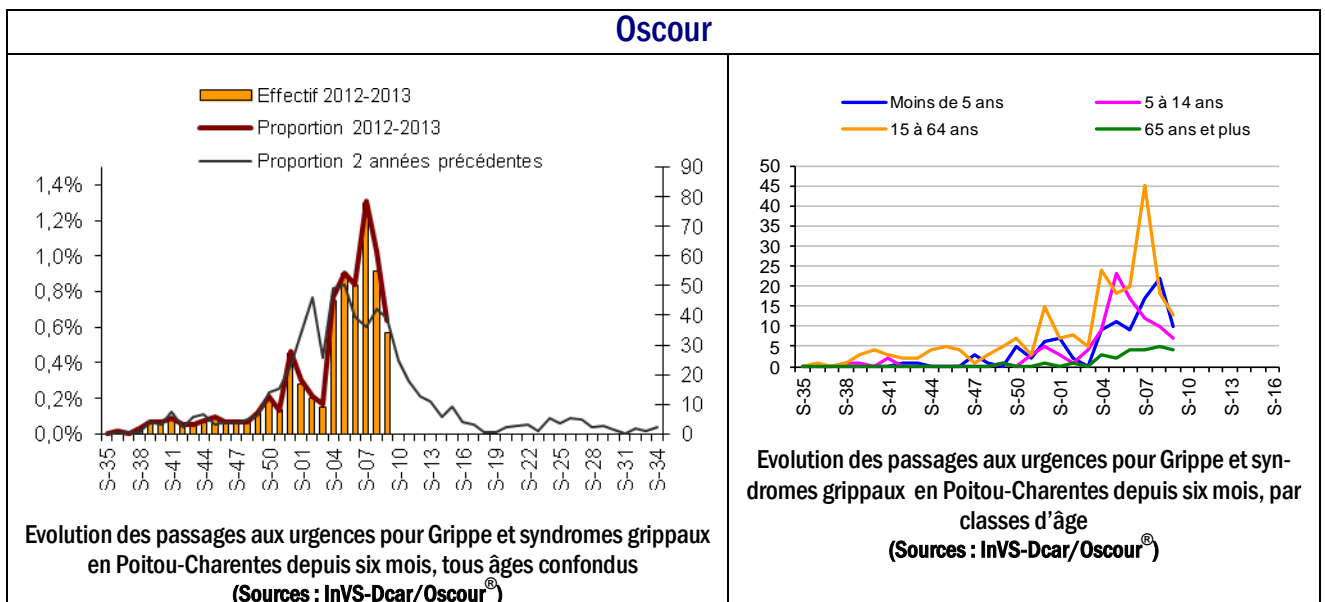 Oscour
Effectif 2012-2013
Proportion 2012-2013
Proportion 2 années précédentes
1,4%
1,2%
1,0%
0,8%
0,6%
0,4%
0,2%
0,0%
90
80
70
60
50
40
30
20
10
0
S-35
S-38
S-41
S-44
S-47
S-50
S-01
S-04
S-07
S-10
S-13
S-16
S-19
S-22
S-25
S-28
S-31
S-34
Evolution des passages aux urgences pour Grippe et syndromes grippaux
en Poitou-Charentes depuis six mois, tous âges confondus
(Sources : InVS-Dcar/Oscour®)
Moins de 5 ans
5 à 14 ans
15 à 64 ans
65 ans et plus
50
45
40
35
30
25
20
15
10
5
0
S-35
S-38
S-41
S-44
S-47
S-50
S-01
S-04
S-07
S-10
S-13
S-16
Evolution des passages aux urgences pour Grippe et syn-
dromes grippaux en Poitou-Charentes depuis six mois, par
classes d'âge
(Sources : InVS-Dcar/Oscour®)